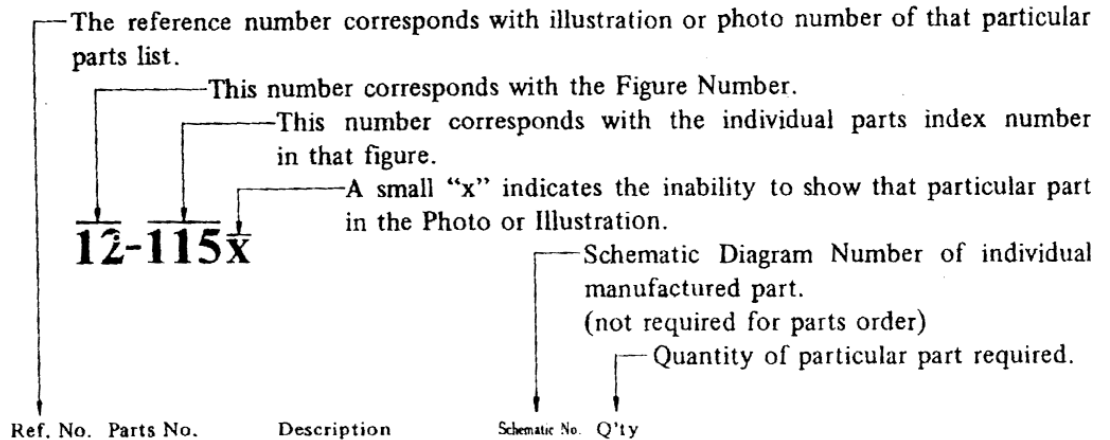 The reference number corresponds with illustration or photo number of that particular
parts list.
This number corresponds with the Figure Number.
This number corresponds with the individual parts index number
in that figure.
A small “x” indicates the inability to show that particular part
in the Photo or Illustration.
12-115x
Schematic Diagram Number of individual
manufactured part.
(not required for parts order)
Quantity of particular part required.
Ref. No. Parts No. Description Schematic No. Q'ty